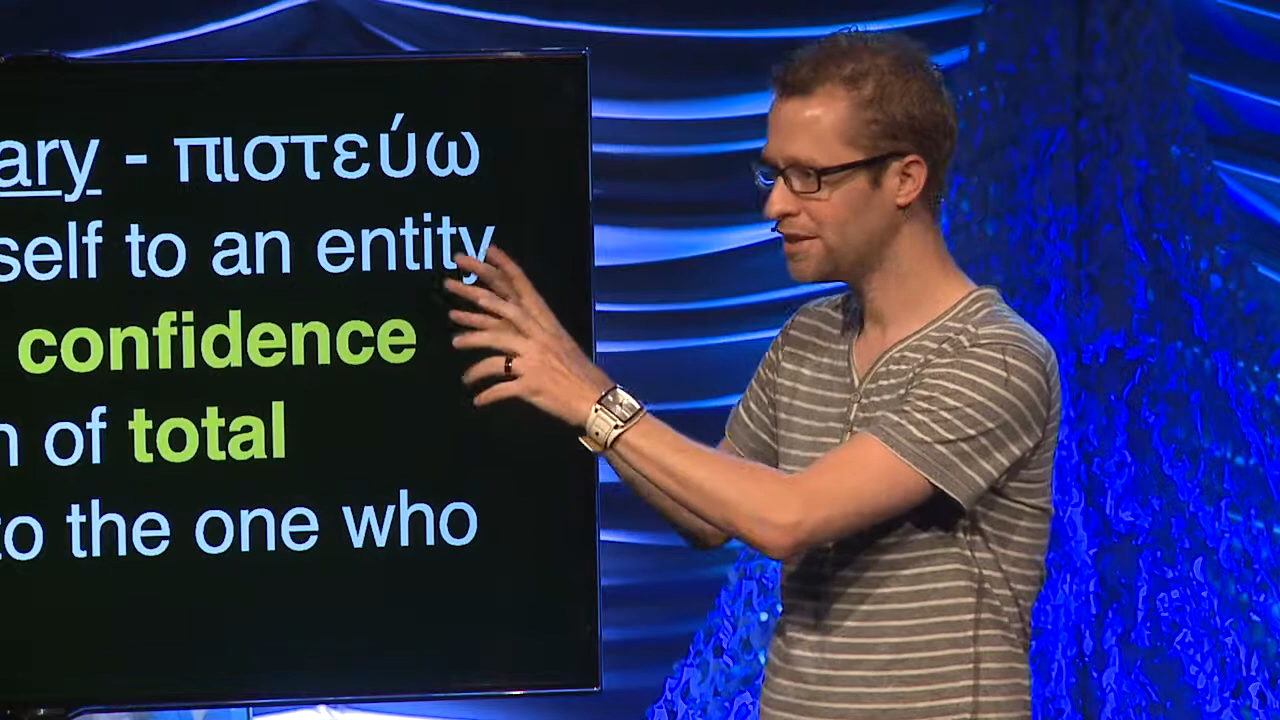 ary - πιστεύω
self to an entity
confidence
n of total
to the one who